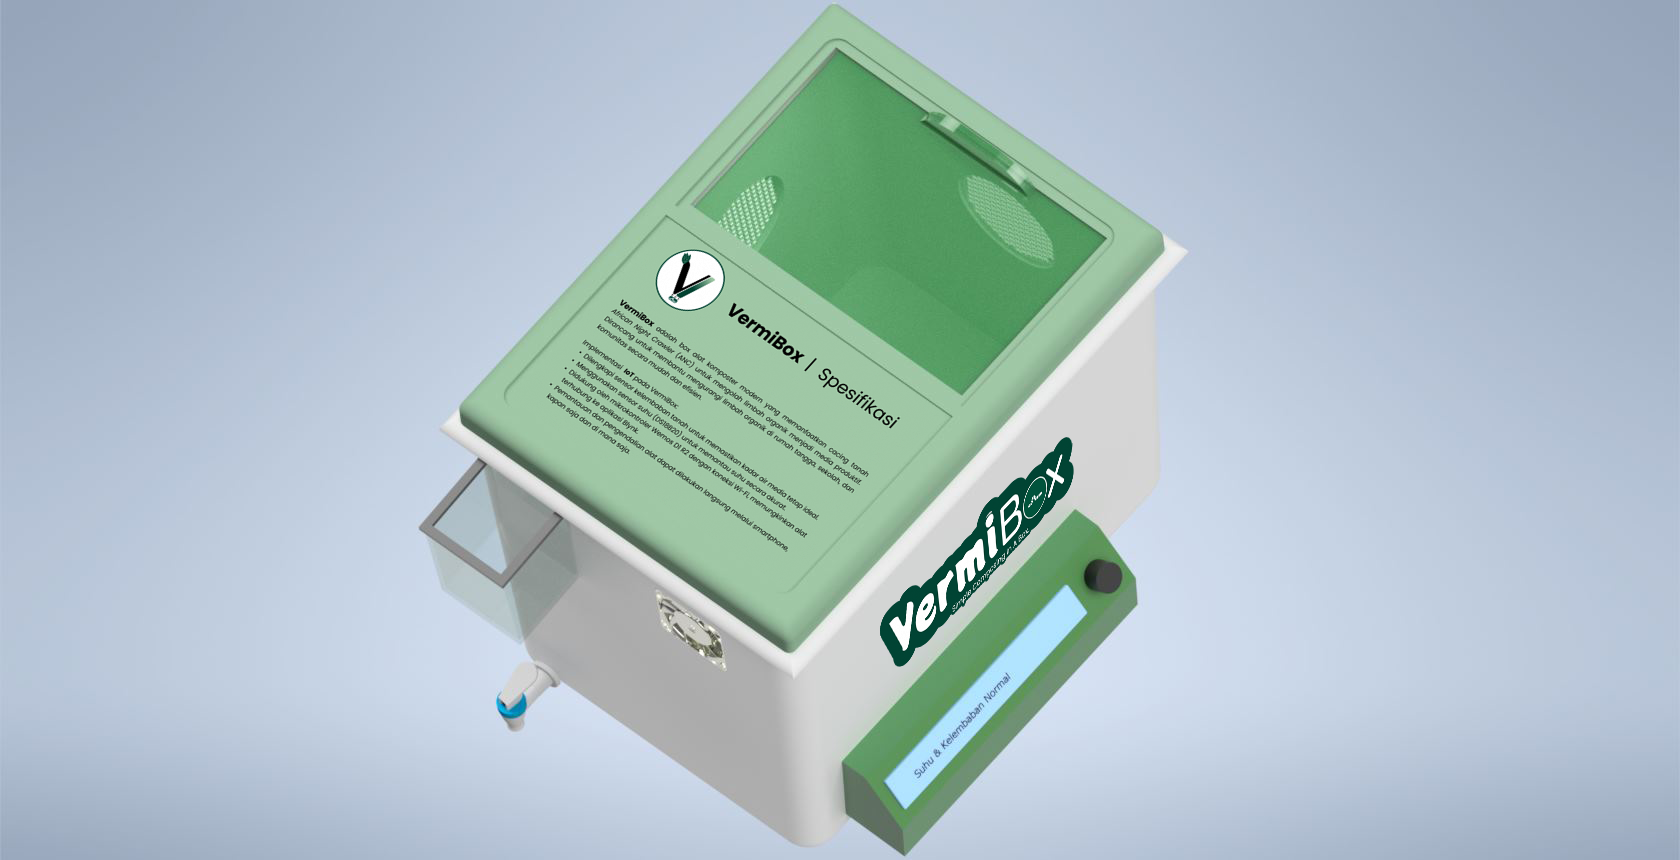 VermiBox | Spesifikasi
VermiBox adalah box alat komposter modern yang memanfaatkan cacing tanah
African Night Crawler (ANC) untuk mengolah limbah organik menjadi media produktif.
Dirancang untuk membantu mengurangi limbah organik di rumah tangga, sekolah, dan
komunitas secara mudah dan efisien.
Implementasi IoT pada VermiBox:
• Dilengkapi sensor kelembaban tanah untuk memastikan kadar air media tetap ideal.
• Menggunakan sensor suhu (DS18B20) untuk memantau suhu secara akurat.
• Didukung oleh mikrokontroler Wemos D1 R2 dengan koneksi Wi-Fi, memungkinkan alat
terhubung ke aplikasi Blynk.
• Pemantauan dan pengendalian alat dapat dilakukan langsung melalui smartphone,
kapan saja dan di mana saja.
VermiBOX
Simple Composing in A Box
Suhu & Kelembaban Normal